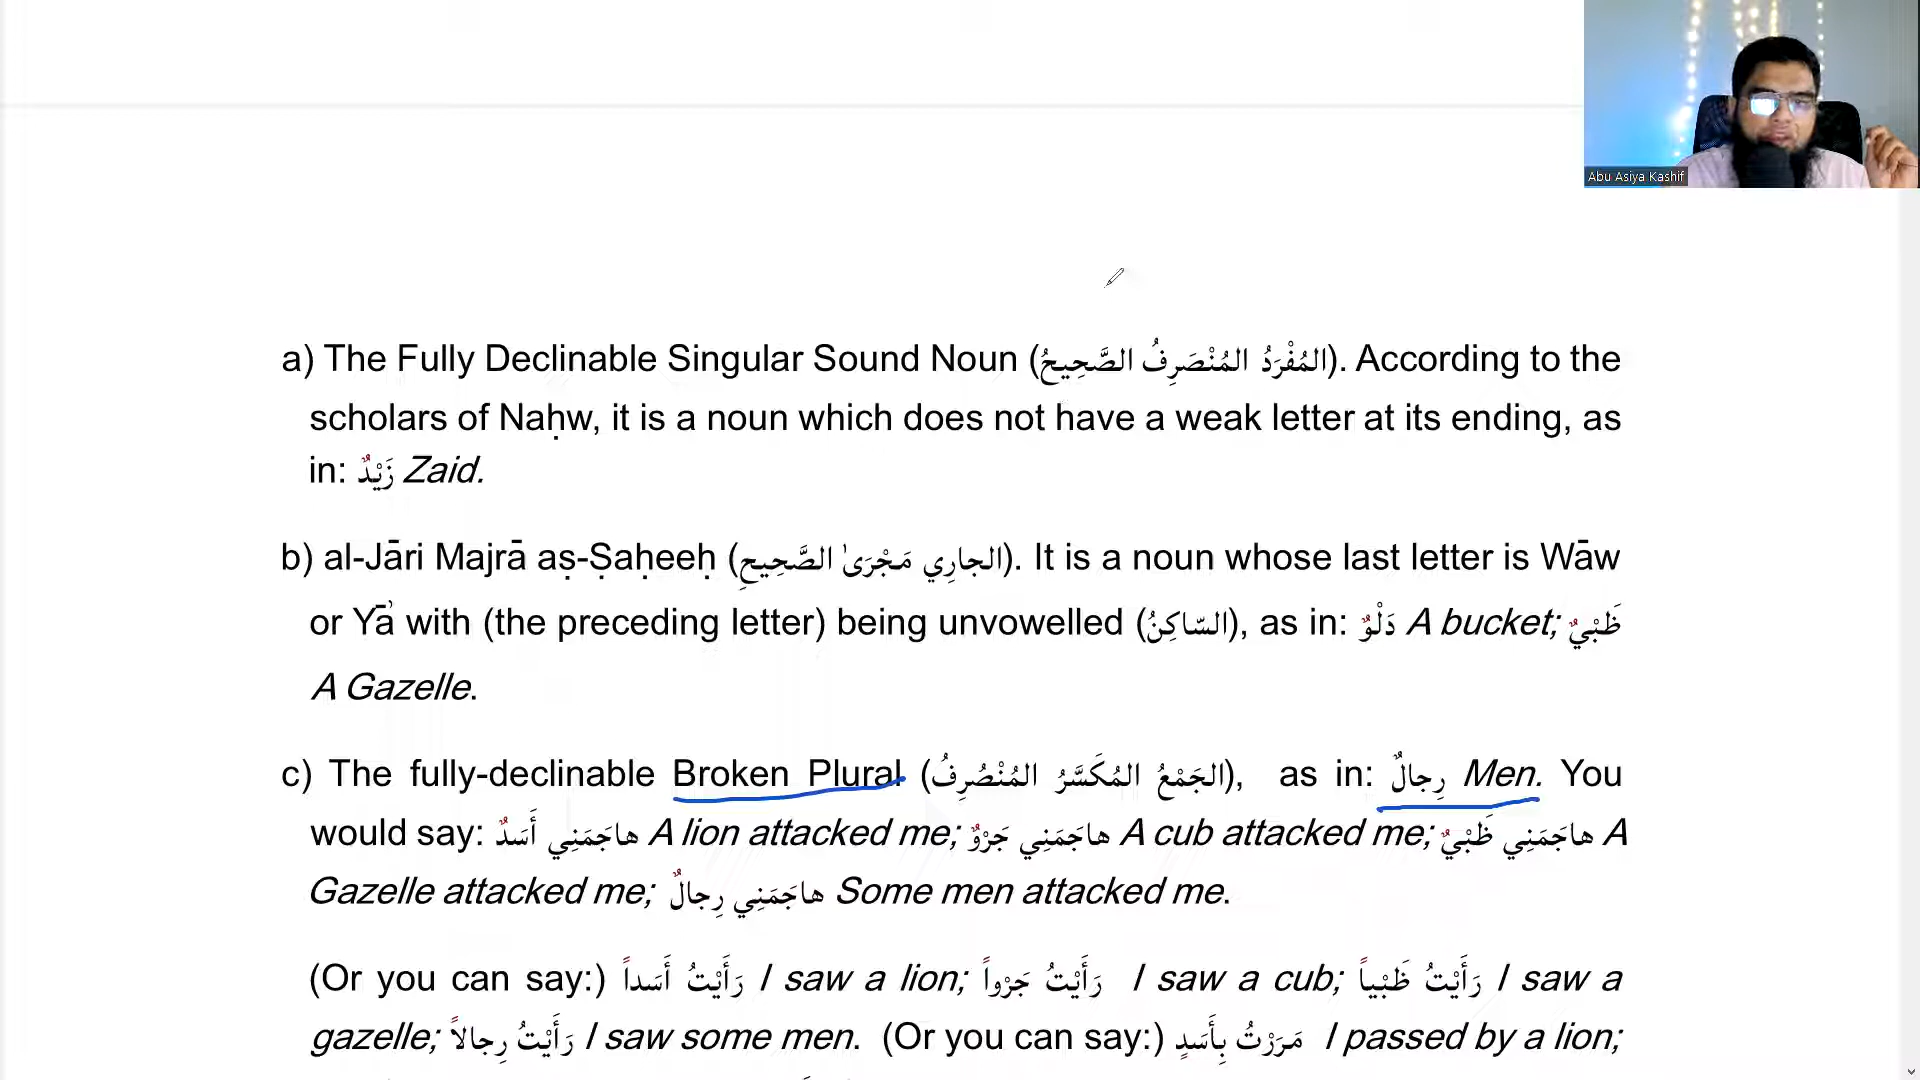 Abu Asiya Kashif
a) The Fully Declinable Singular Sound Noun (المُفْرَدُ المُنْصَرِفُ الصَّحِيحُ). According to the
scholars of Naḥw, it is a noun which does not have a weak letter at its ending, as
in: زَيْدٌ Zaid.
b) al-Jāri Majrā aṣ-Ṣaḥeeḥ (الجارِي مَجْرَىٰ الصَّحِيحِ). It is a noun whose last letter is Wāw
or Yāʾ with (the preceding letter) being unvowelled (السّاكِنُ), as in: دَلْوٌ A bucket; ظَبْيٌ
A Gazelle.
c) The fully-declinable Broken Plural (الجَمْعُ المُكَسَّرُ المُنْصُرِفُ), as in: رِجالٌ Men. You
would say: هاجَمَنِي أَسَدٌ A lion attacked me; هاجَمَنِي جَرْوٌ A cub attacked me; هاجَمَنِي ظَبْيٌ A
Gazelle attacked me; هاجَمَنِي رِجالٌ Some men attacked me.
(Or you can say:) رَأَيْتُ أَسَداً I saw a lion; رَأَيْتُ جَرْواً I saw a cub; رَأَيْتُ ظَبْياً I saw a
gazelle; رَأَيْتُ رِجالاً I saw some men. (Or you can say:) مَرَرْتُ بِأَسَدٍ I passed by a lion;